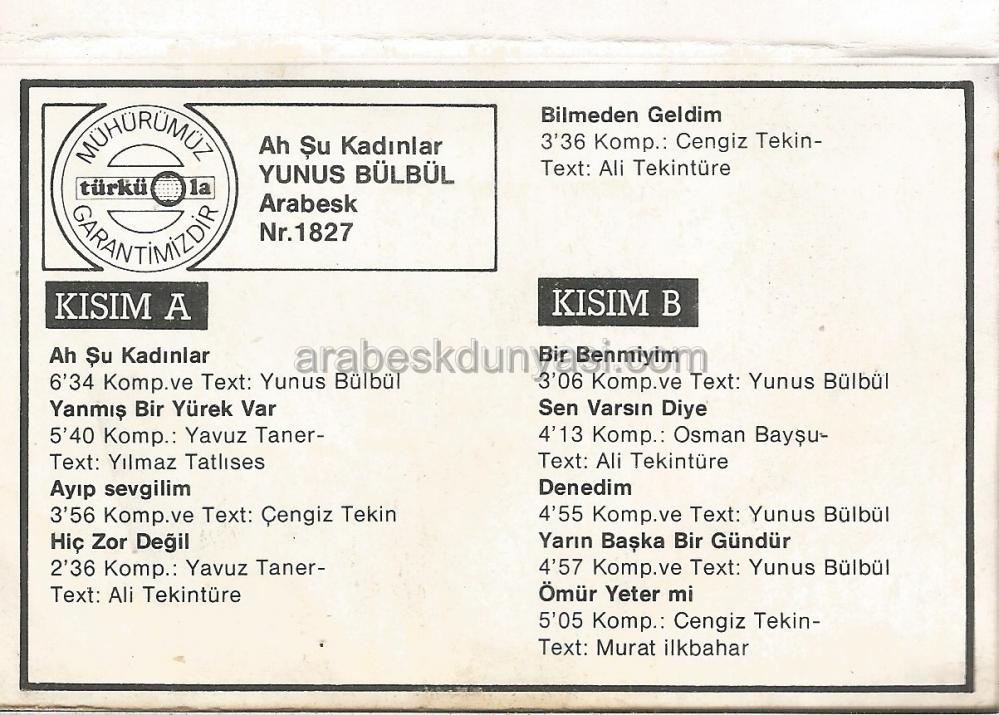 MÜHÜRÜMÜZ
türküola
GARANTİMİZDİR
Ah Şu Kadınlar
YUNUS BÜLBÜL
Arabesk
Nr.1827
KISIM A
Ah Şu Kadınlar
6'34 Komp.ve Text: Yunus Bülbül
Yanmış Bir Yürek Var
5'40 Komp.: Yavuz Taner-
Text: Yılmaz Tatlıses
Ayıp sevgilim
3'56 Komp.ve Text: Çengiz Tekin
Hiç Zor Değil
2'36 Komp.: Yavuz Taner-
Text: Ali Tekintüre
Bilmeden Geldim
3'36 Komp.: Cengiz Tekin-
Text: Ali Tekintüre
KISIM B
Bir Benmiyim
3'06 Komp.ve Text: Yunus Bülbül
Sen Varsın Diye
4'13 Komp.: Osman Bayşu-
Text: Ali Tekintüre
Denedim
4'55 Komp.ve Text: Yunus Bülbül
Yarın Başka Bir Gündür
4'57 Komp.ve Text: Yunus Bülbül
Ömür Yeter mi
5'05 Komp.: Cengiz Tekin-
Text: Murat ilkbahar
arabeskdunyasi.com